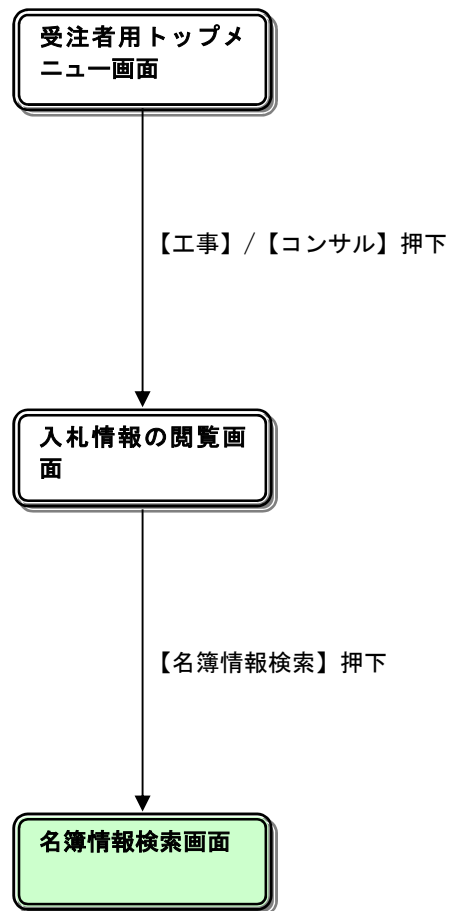 受注者用トップメ
ニュー画面
【工事】/【コンサル】押下
入札情報の閲覧画
面
【名簿情報検索】押下
名簿情報検索画面